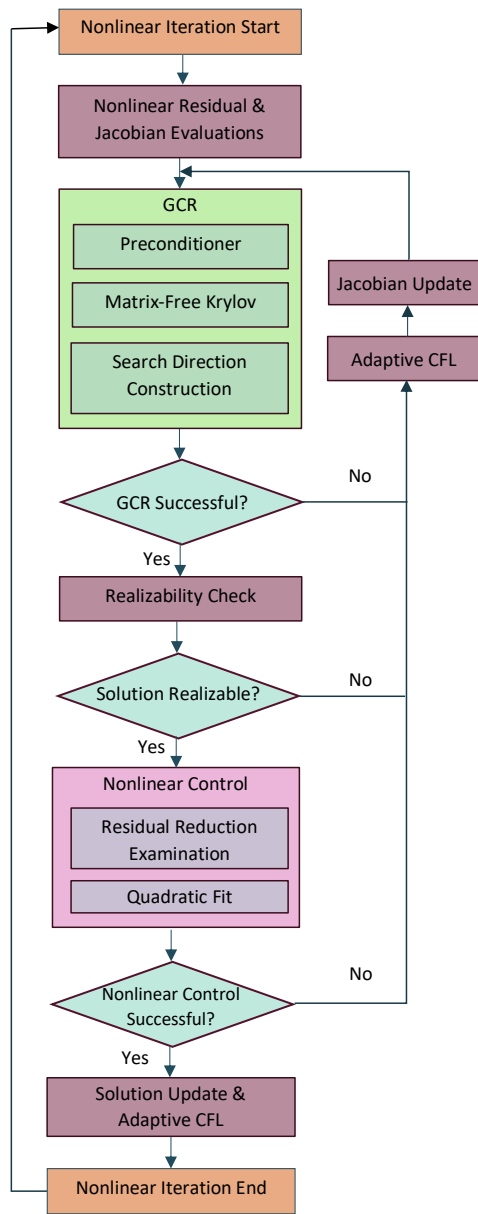 Nonlinear Iteration Start
Nonlinear Residual &
Jacobian Evaluations
GCR
Preconditioner
Matrix-Free Krylov
Search Direction
Construction
Jacobian Update
Adaptive CFL
GCR Successful?
No
Yes
Realizability Check
Solution Realizable?
No
Yes
Nonlinear Control
Residual Reduction
Examination
Quadratic Fit
Nonlinear Control
Successful?
No
Yes
Solution Update &
Adaptive CFL
Nonlinear Iteration End